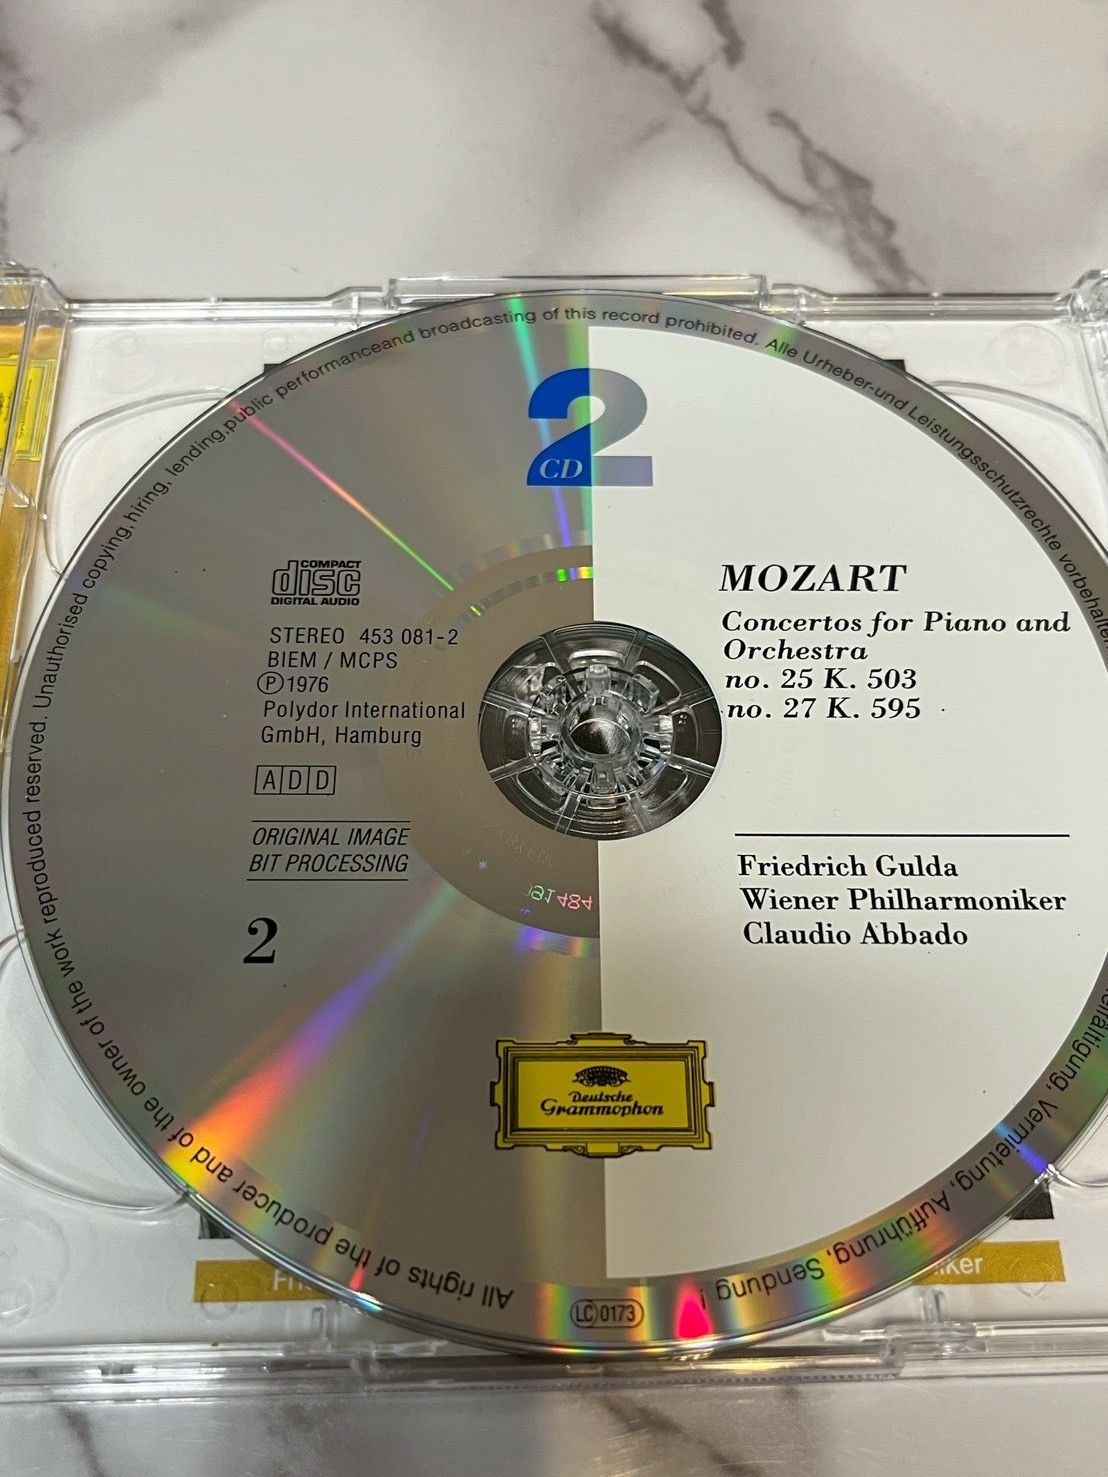 2
CD
COMPACT
disc
DIGITAL AUDIO
STEREO 453 081-2
BIEM / MCPS
Ⓟ1976
Polydor International
GmbH, Hamburg
ADD
ORIGINAL IMAGE
BIT PROCESSING
2
MOZART
Concertos for Piano and
Orchestra
no. 25 K. 503
no. 27 K. 595
Friedrich Gulda
Wiener Philharmoniker
Claudio Abbado
Deutsche
Grammophon
All rights of the producer and of the owner of the work reproduced reserved. Unauthorised copying, hiring, lending, public performanceand broadcasting of this record prohibited. Alle Urheber-und Leistungsschutzrechte vorbehalten
Vermietung, Aufführung, Sendung !
LC 0173